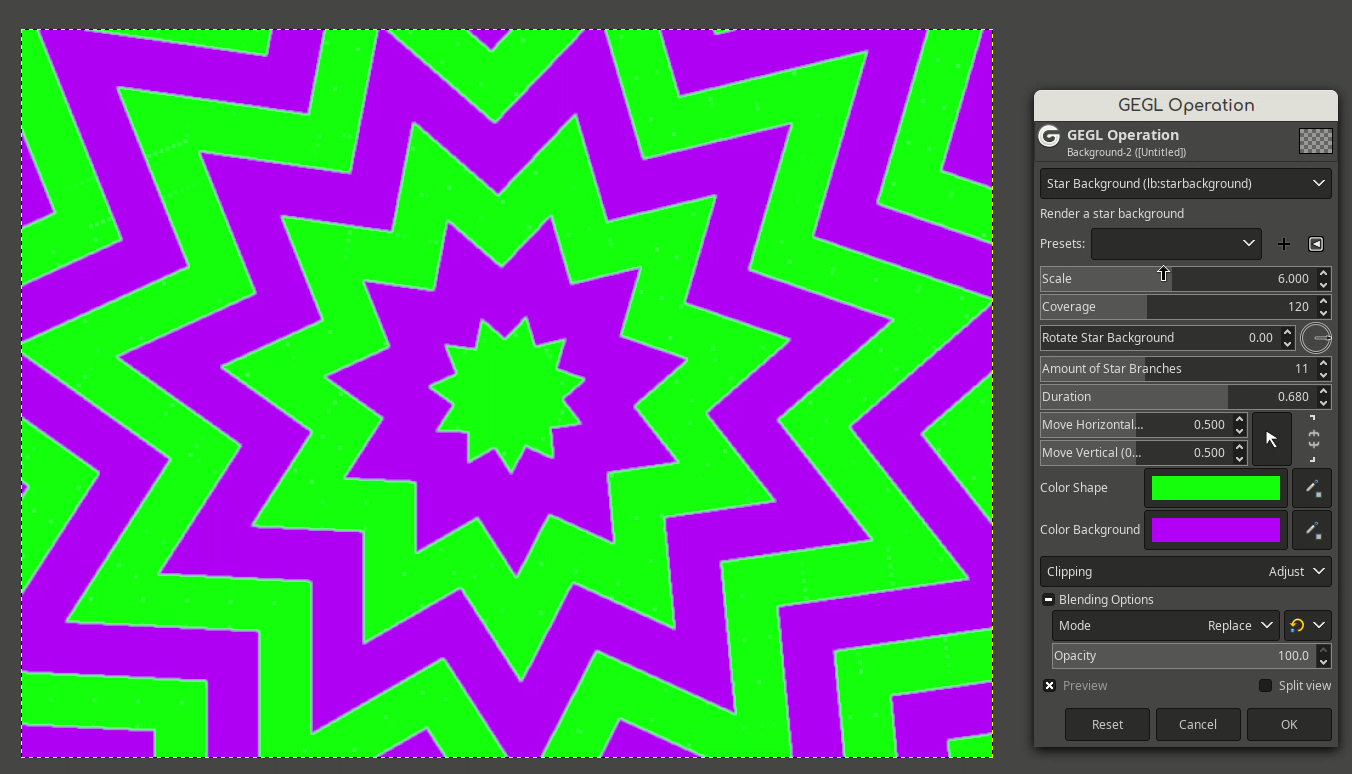 GEGL Operation
GEGL Operation
Background-2 ([Untitled])
Star Background (lb:starbackground)
Render a star background
Presets:
Scale 6.000
Coverage 120
Rotate Star Background 0.00
Amount of Star Branches 11
Duration 0.680
Move Horizontal... 0.500
Move Vertical (0... 0.500
Color Shape
Color Background
Clipping Adjust
Blending Options
Mode Replace
Opacity 100.0
Preview Split view
Reset Cancel OK